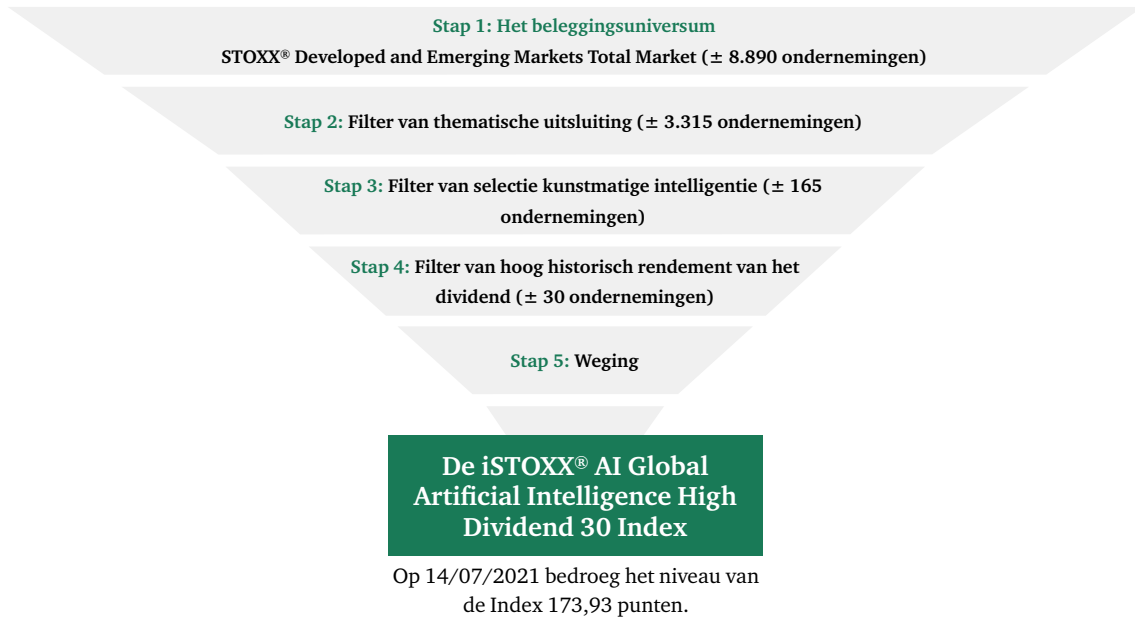 Stap 1: Het beleggingsuniversum
STOXX® Developed and Emerging Markets Total Market (± 8.890 ondernemingen)
Stap 2: Filter van thematische uitsluiting (± 3.315 ondernemingen)
Stap 3: Filter van selectie kunstmatige intelligentie (± 165
ondernemingen)
Stap 4: Filter van hoog historisch rendement van het
dividend (± 30 ondernemingen)
Stap 5: Weging
De iSTOXX® AI Global
Artificial Intelligence High
Dividend 30 Index
Op 14/07/2021 bedroeg het niveau van
de Index 173,93 punten.